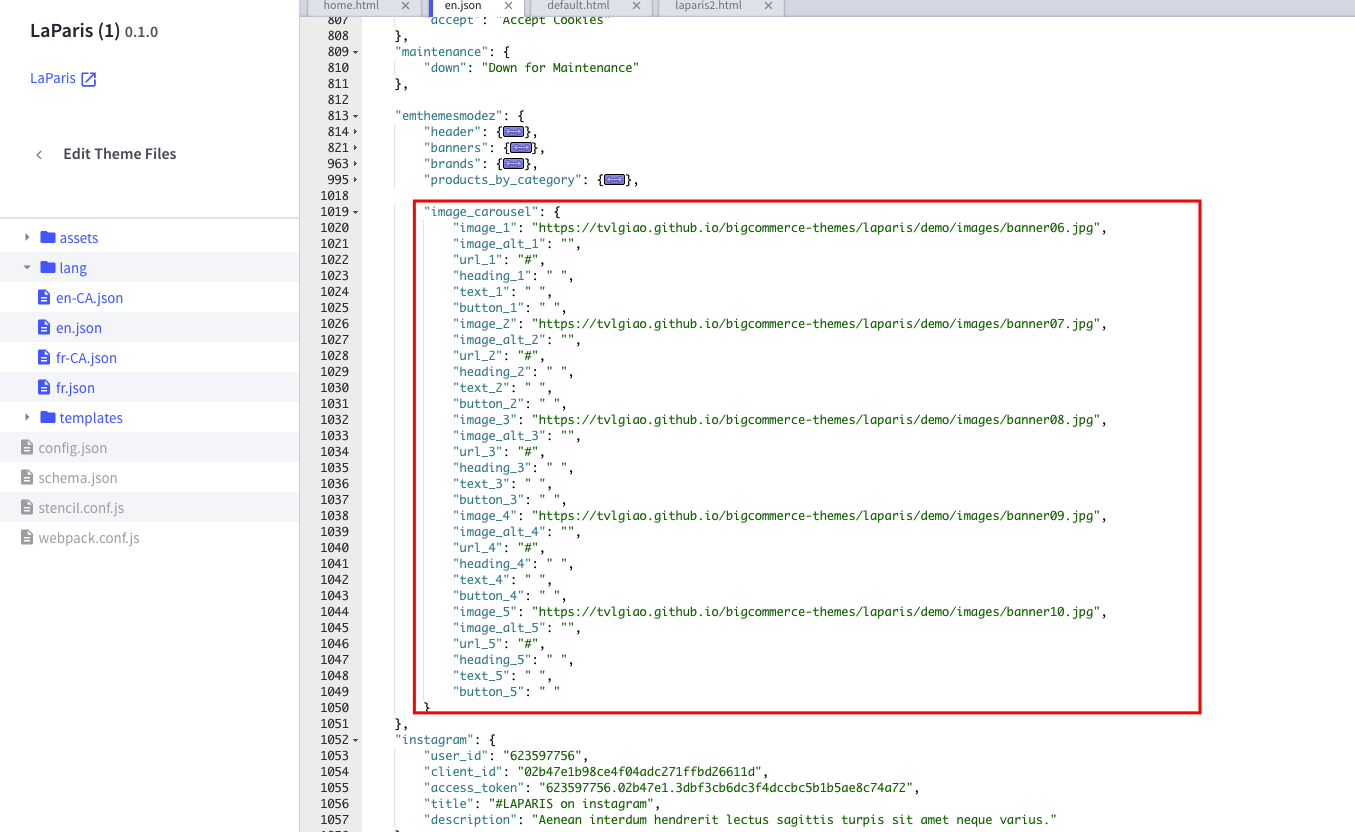 home.html ✕ en.json ✕ default.html ✕ laparis2.html ✕
LaParis (1) 0.1.0
LaParis
Edit Theme Files
assets
lang
en-CA.json
en.json
fr-CA.json
fr.json
templates
config.json
schema.json
stencil.conf.js
webpack.conf.js
807 "accept": "Accept Cookies"
808 },
809 "maintenance": {
810 "down": "Down for Maintenance"
811 },
812
813 "emthemesmodez": {
814 "header": {},
821 "banners": {},
963 "brands": {},
995 "products_by_category": {},
1018
1019 "image_carousel": {
1020 "image_1": "https://tvlgiao.github.io/bigcommerce-themes/laparis/demo/images/banner06.jpg",
1021 "image_alt_1": "",
1022 "url_1": "#",
1023 "heading_1": " ",
1024 "text_1": " ",
1025 "button_1": " ",
1026 "image_2": "https://tvlgiao.github.io/bigcommerce-themes/laparis/demo/images/banner07.jpg",
1027 "image_alt_2": "",
1028 "url_2": "#",
1029 "heading_2": " ",
1030 "text_2": " ",
1031 "button_2": " ",
1032 "image_3": "https://tvlgiao.github.io/bigcommerce-themes/laparis/demo/images/banner08.jpg",
1033 "image_alt_3": "",
1034 "url_3": "#",
1035 "heading_3": " ",
1036 "text_3": " ",
1037 "button_3": " ",
1038 "image_4": "https://tvlgiao.github.io/bigcommerce-themes/laparis/demo/images/banner09.jpg",
1039 "image_alt_4": "",
1040 "url_4": "#",
1041 "heading_4": " ",
1042 "text_4": " ",
1043 "button_4": " ",
1044 "image_5": "https://tvlgiao.github.io/bigcommerce-themes/laparis/demo/images/banner10.jpg",
1045 "image_alt_5": "",
1046 "url_5": "#",
1047 "heading_5": " ",
1048 "text_5": " ",
1049 "button_5": " "
1050 }
1051 },
1052 "instagram": {
1053 "user_id": "623597756",
1054 "client_id": "02b47e1b98ce4f04adc271ffbd26611d",
1055 "access_token": "623597756.02b47e1.3dbf3cb6dc3f4dccbc5b1b5ae8c74a72",
1056 "title": "#LAPARIS on instagram",
1057 "description": "Aenean interdum hendrerit lectus sagittis turpis sit amet neque varius."